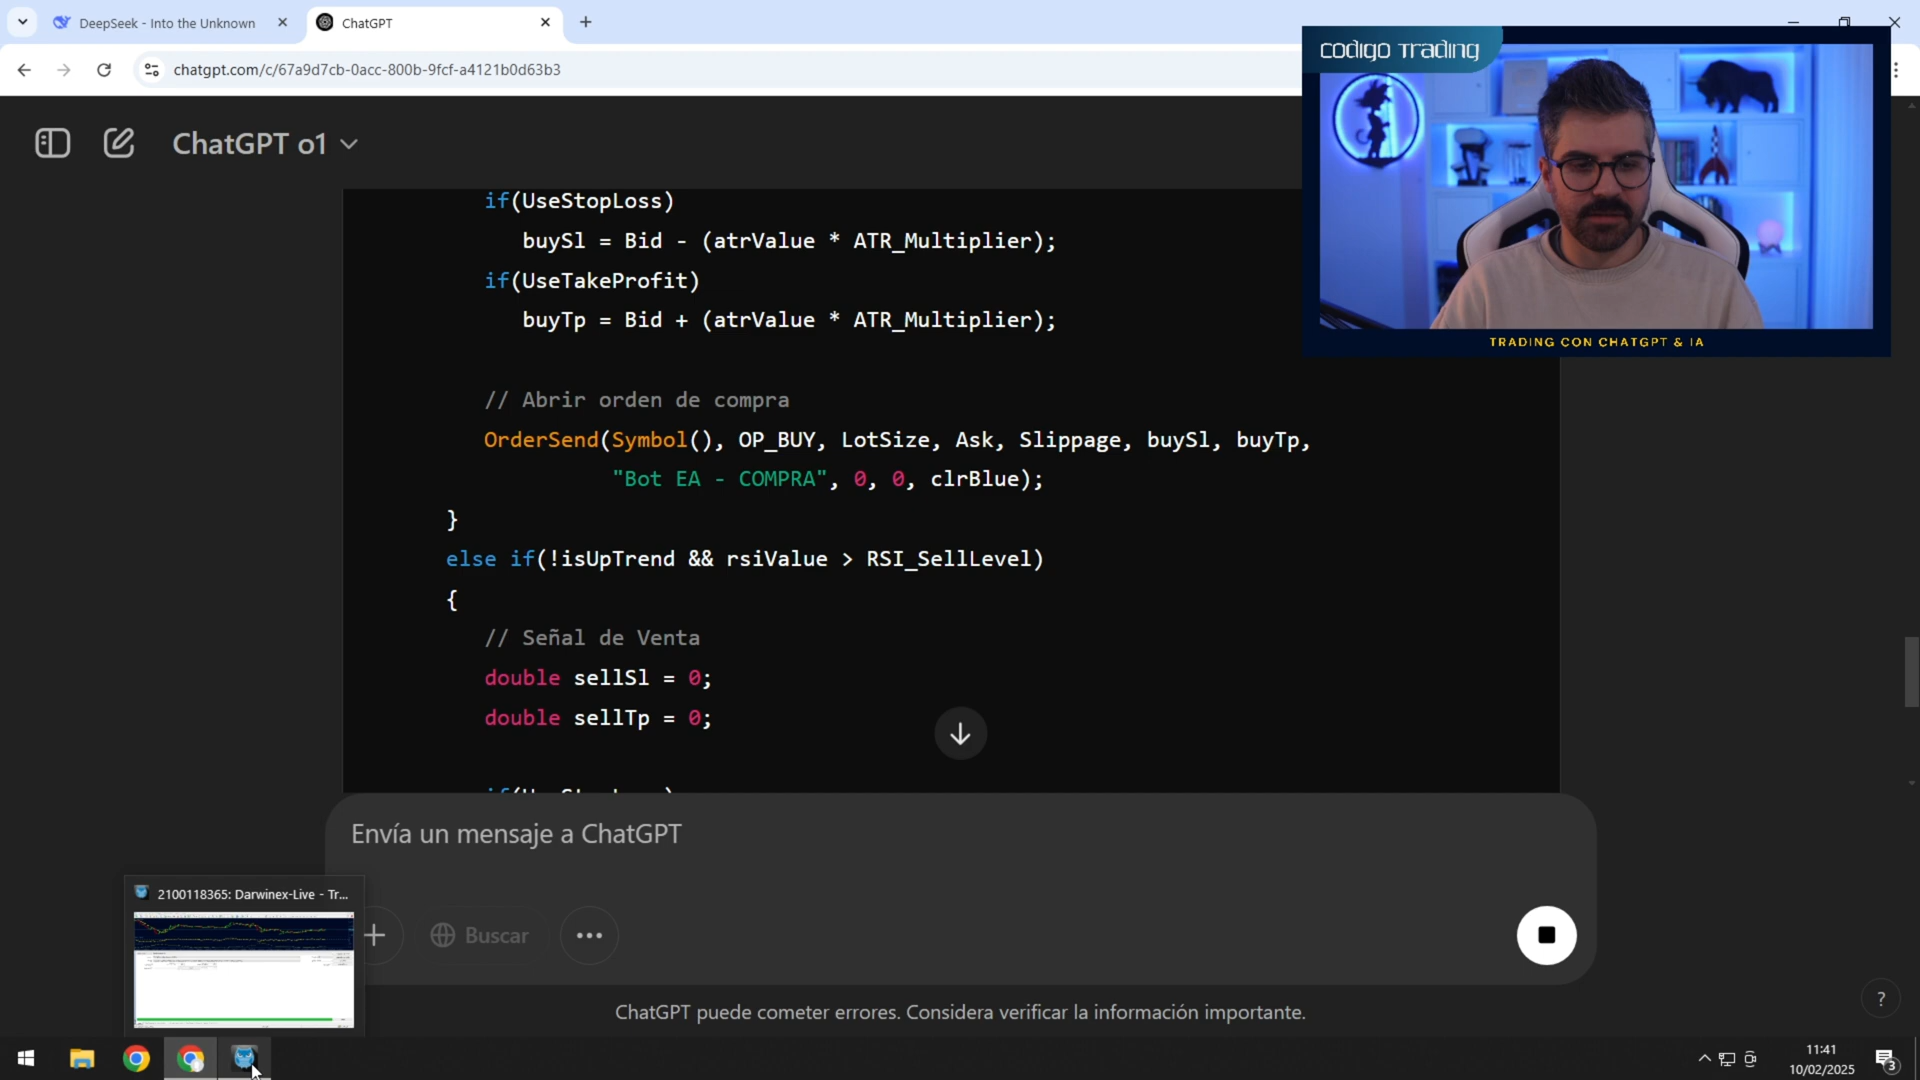 DeepSeek - Into the Unknown
ChatGPT
chatgpt.com/c/67a9d7cb-0acc-800b-9fcf-a4121b0d63b3
codigo Trading
TRADING CON CHATGPT & IA
ChatGPT o1
if(UseStopLoss)
buySl = Bid - (atrValue * ATR_Multiplier);
if(UseTakeProfit)
buyTp = Bid + (atrValue * ATR_Multiplier);
// Abrir orden de compra
OrderSend(Symbol(), OP_BUY, LotSize, Ask, Slippage, buySl, buyTp,
"Bot EA - COMPRA", 0, 0, clrBlue);
}
else if(!isUpTrend && rsiValue > RSI_SellLevel)
{
// Señal de Venta
double sellSl = 0;
double sellTp = 0;
Envía un mensaje a ChatGPT
2100118365: Darwinex-Live - Tr...
Buscar
ChatGPT puede cometer errores. Considera verificar la información importante.
?
11:41
10/02/2025
3